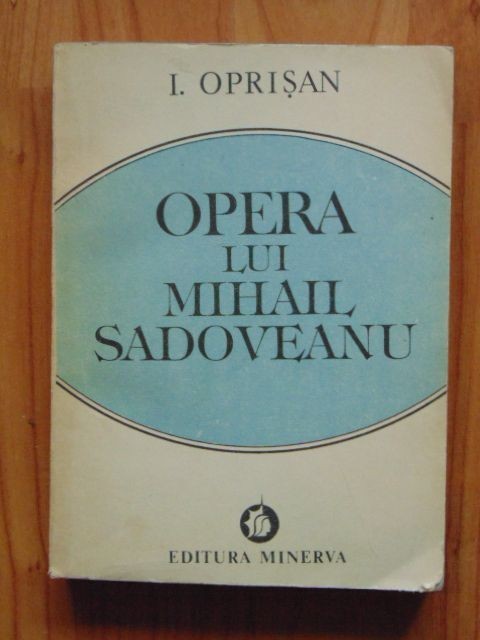 I. OPRIȘAN
OPERA
LUI
MIHAIL
SADOVEANU
EDITURA MINERVA